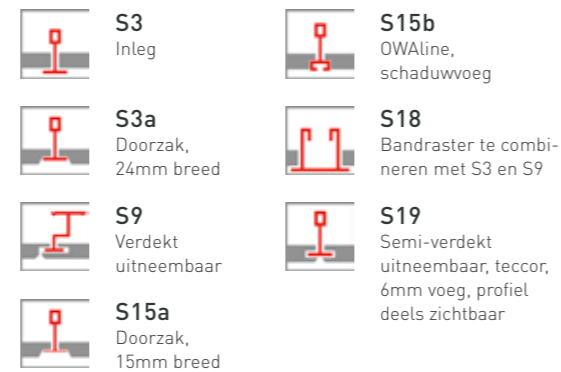 S3
Inleg
S3a
Doorzak,
24mm breed
S9
Verdekt
uitneembaar
S15a
Doorzak,
15mm breed
S15b
OWAline,
schaduwvoeg
S18
Bandraster te combi-
neren met S3 en S9
S19
Semi-verdekt
uitneembaar, teccor,
6mm voeg, profiel
deels zichtbaar